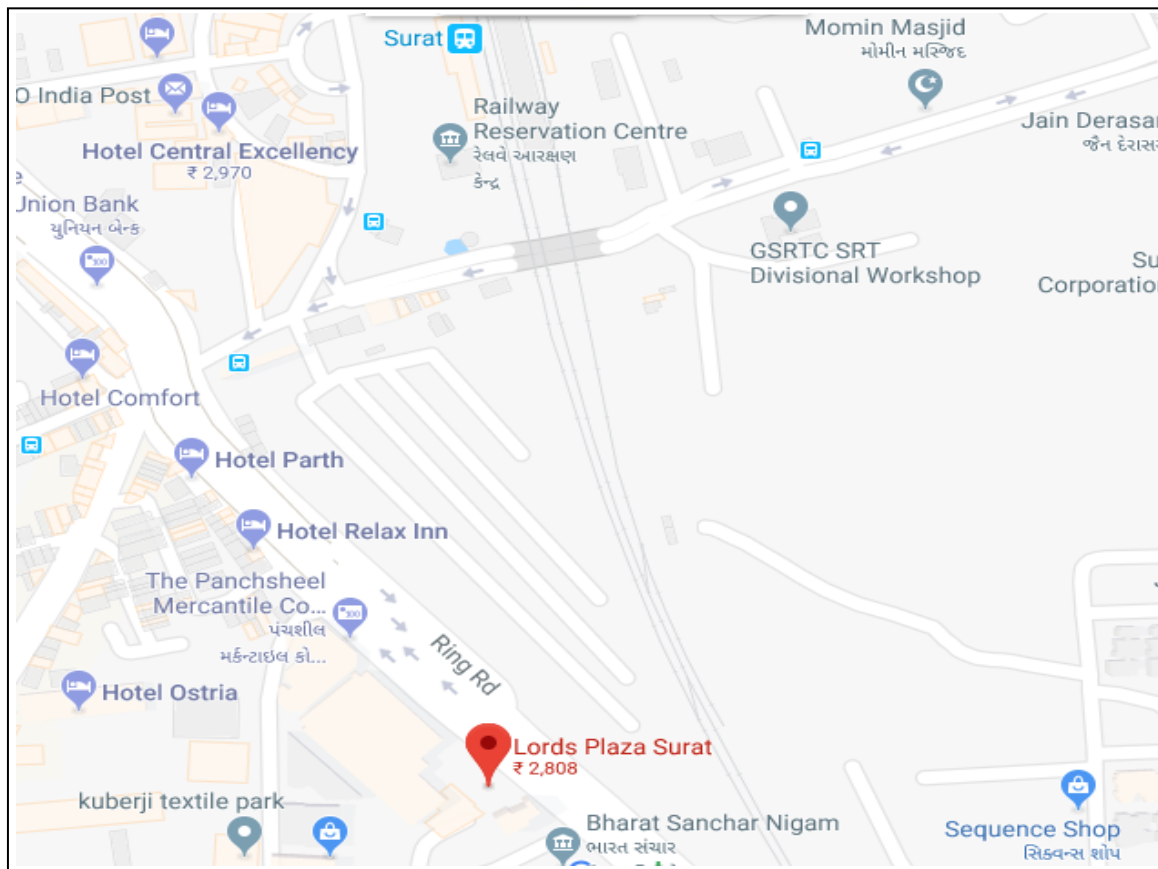 Surat
Momin Masjid
મોમીન મસ્જિદ
O India Post
Railway
Reservation Centre
રેલવે આરક્ષણ
કેન્દ્ર
Jain Derasar
જૈન દેરાસર
Hotel Central Excellency
₹ 2,970
e
Union Bank
યુનિયન બેન્ક
GSRTC SRT
Divisional Workshop
Su
Corporation
Hotel Comfort
Hotel Parth
Hotel Relax Inn
The Panchsheel
Mercantile Co...
પંચશીલ
મર્કન્ટાઇલ કો...
Ring Rd
Hotel Ostria
Lords Plaza Surat
₹ 2,808
kuberji textile park
Bharat Sanchar Nigam
ભારત સંચાર
Sequence Shop
સિક્વન્સ શોપ